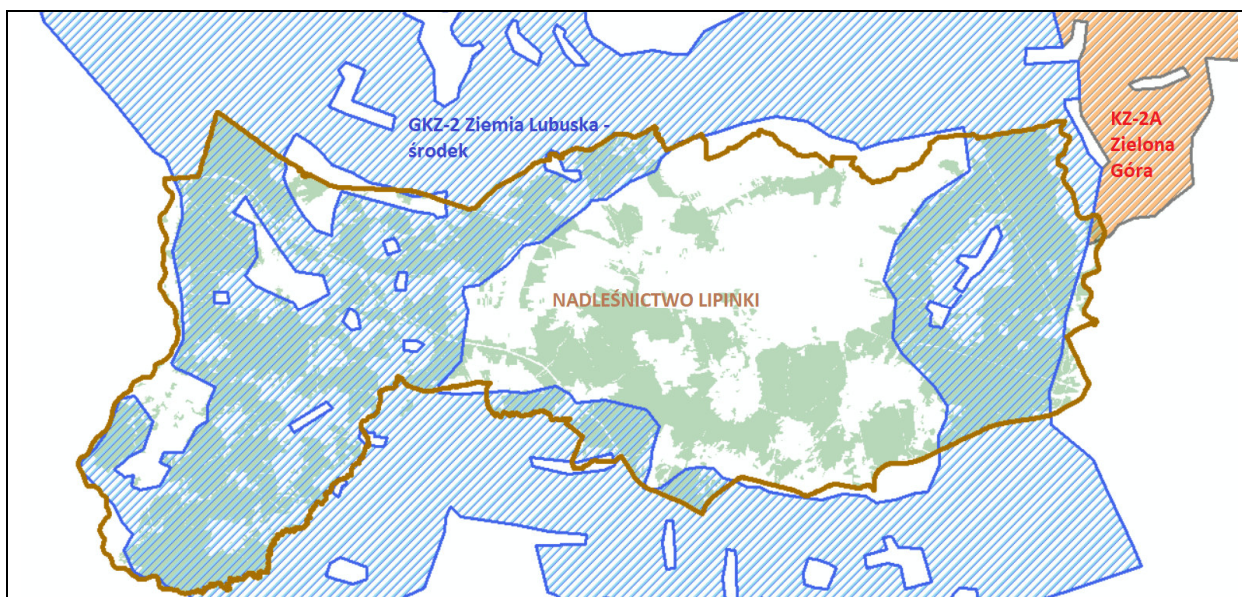 GKZ-2 Ziemia Lubuska -
środek
KZ-2A
Zielona
Góra
NADLEŚNICTWO LIPINKI